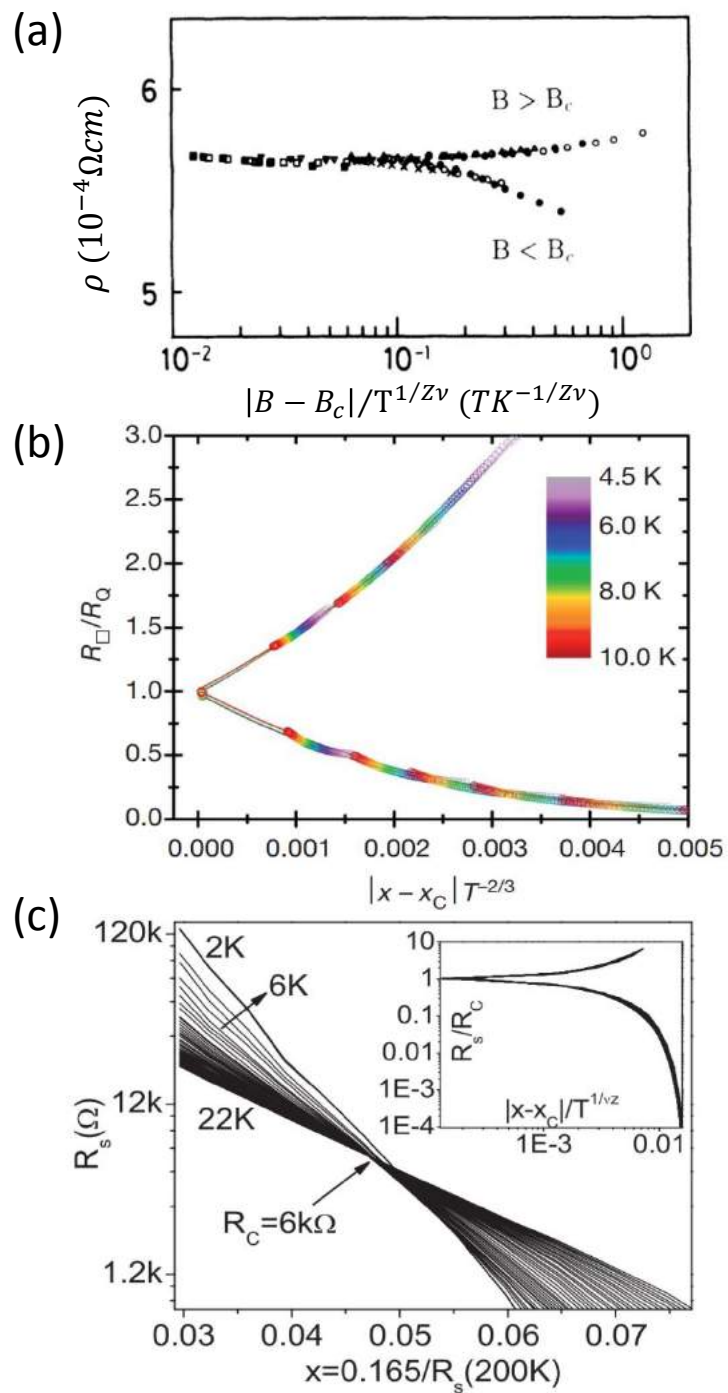 (a)
6
5
ρ (10⁻⁴Ωcm)
B > B_c
B < B_c
10⁻² 10⁻¹ 10⁰
|B − B_c|/T^{1/Zν} (TK^{−1/Zν})
(b)
3.0
2.5
2.0
1.5
1.0
0.5
0.0
R_□/R_Q
4.5 K
6.0 K
8.0 K
10.0 K
0.000 0.001 0.002 0.003 0.004 0.005
|x − x_C| T^{−2/3}
(c)
120k
12k
1.2k
R_s(Ω)
2K
6K
22K
R_C=6kΩ
10
1
0.1
0.01
1E-3
1E-4
R_s/R_C
|x-x_C|/T^{1/νz}
1E-3 0.01
0.03 0.04 0.05 0.06 0.07
x=0.165/R_s(200K)